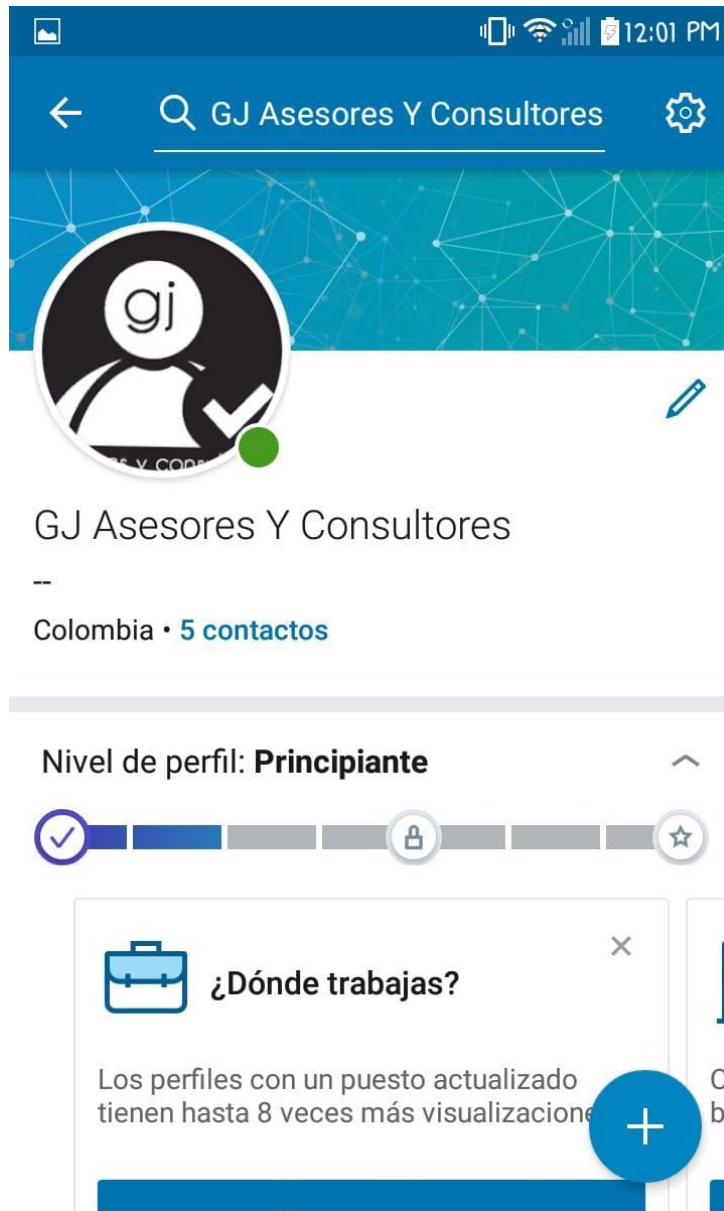 12:01 PM
GJ Asesores Y Consultores
gj
y
GJ Asesores Y Consultores
--
Colombia • 5 contactos
Nivel de perfil: Principiante
¿Dónde trabajas?
Los perfiles con un puesto actualizado
tienen hasta 8 veces más